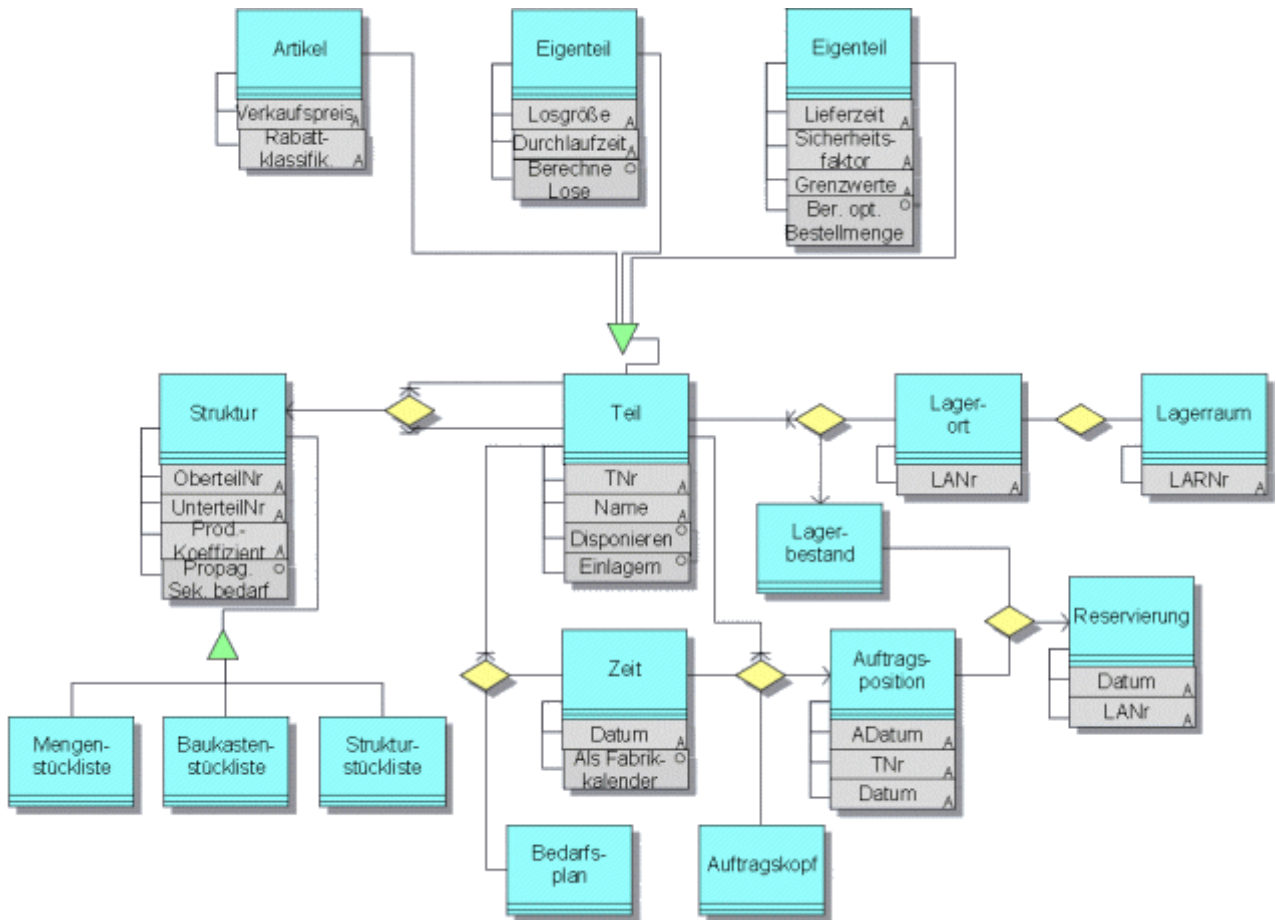 Artikel
Verkaufspreis A
Rabatt-
klassifik. A
Eigenteil
Losgröße A
Durchlaufzeit A
Berechne O
Lose
Eigenteil
Lieferzeit A
Sicherheits-
faktor A
Grenzwerte A
Ber. opt. O
Bestellmenge
Struktur
OberteilNr A
UnterteilNr A
Prod.-
Koeffizient A
Propag. O
Sek. bedarf
Teil
TNr A
Name A
Disponieren O
Einlagern O
Lager-
ort
LANr A
Lagerraum
LARNr A
Lager-
bestand
Reservierung
Datum A
LANr A
Zeit
Datum A
Als Fabrik- O
kalender
Auftrags-
position
ADatum A
TNr A
Datum A
Mengen-
stückliste
Baukasten-
stückliste
Struktur-
stückliste
Bedarfs-
plan
Auftragskopf